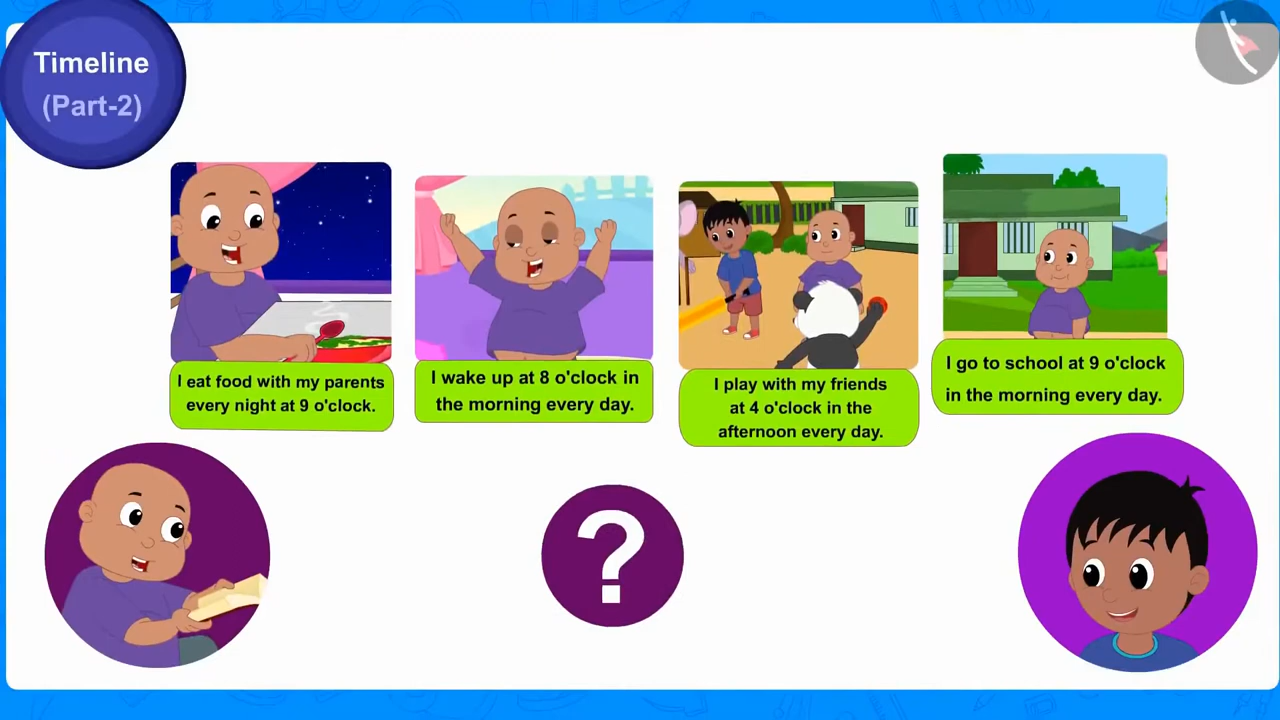 Timeline
(Part-2)
I eat food with my parents
every night at 9 o'clock.
I wake up at 8 o'clock in
the morning every day.
I play with my friends
at 4 o'clock in the
afternoon every day.
I go to school at 9 o'clock
in the morning every day.
?